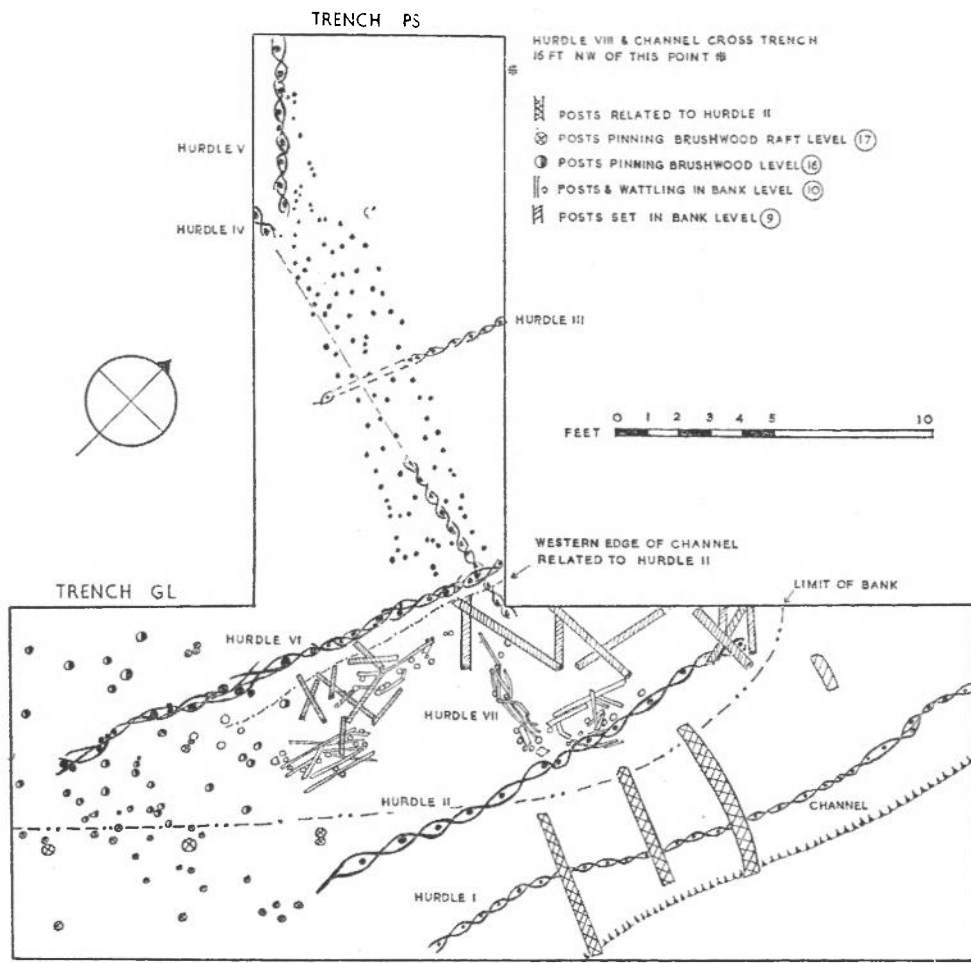 TRENCH PS
HURDLE VIII & CHANNEL CROSS TRENCH
15 FT NW OF THIS POINT ⁜
⁜
POSTS RELATED TO HURDLE II
POSTS PINNING BRUSHWOOD RAFT LEVEL 17
POSTS PINNING BRUSHWOOD LEVEL 16
POSTS & WATTLING IN BANK LEVEL 10
POSTS SET IN BANK LEVEL 9
HURDLE V
HURDLE IV
HURDLE III
0 1 2 3 4 5 10
FEET
WESTERN EDGE OF CHANNEL
RELATED TO HURDLE II
LIMIT OF BANK
TRENCH GL
HURDLE VI
HURDLE VII
HURDLE II
CHANNEL
HURDLE I